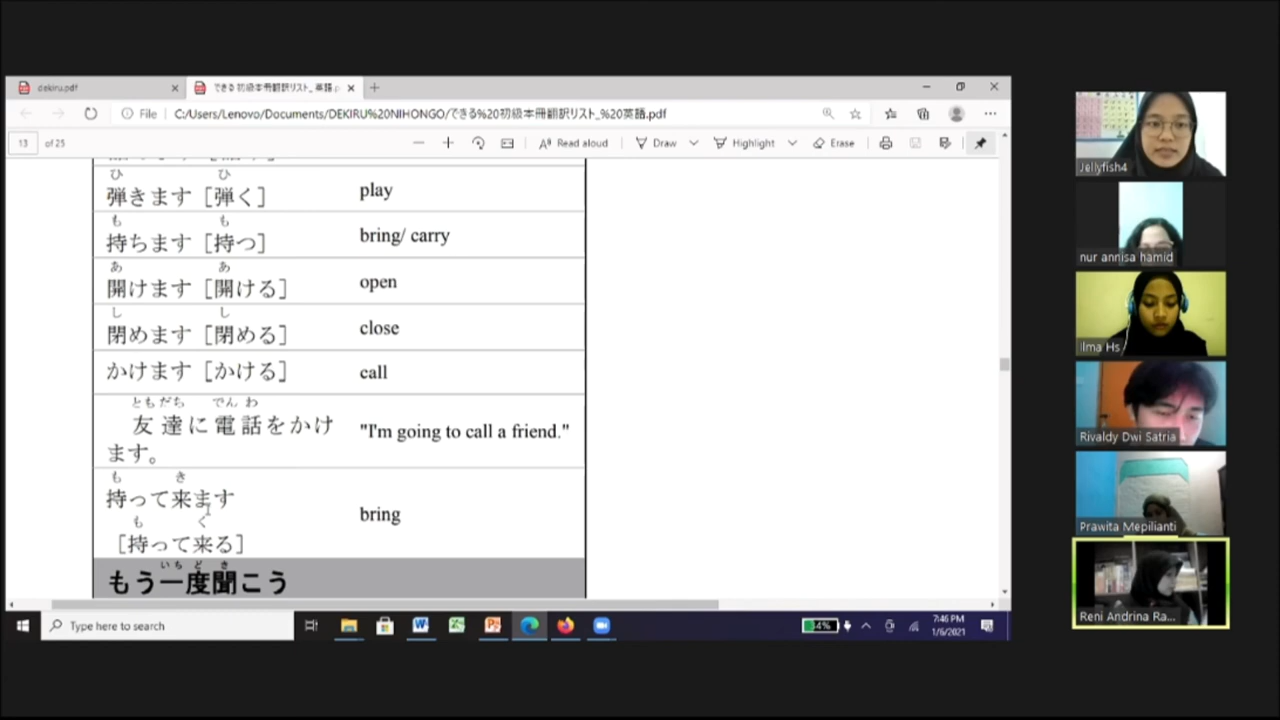 dekiru.pdf
できる 初級本冊翻訳リスト_ 英語.p
File
C:/Users/Lenovo/Documents/DEKIRU%20NIHONGO/できる%20初級本冊翻訳リスト_%20英語.pdf
13 of 25
Read aloud
Draw
Highlight
Erase
ひ ひ
弾きます [弾く] play
も も
持ちます [持つ] bring/ carry
あ あ
開けます [開ける] open
し し
閉めます [閉める] close
かけます [かける] call
ともだち でん わ
友達に電話をかけ
ます。
"I'm going to call a friend."
も き
持って来ます
も く
[持って来る]
bring
いち ど き
もう一度聞こう
Type here to search
7:46 PM
1/6/2021
Jellyfish4
nur annisa hamid
Ilma Hs
Rivaldy Dwi Satria
Prawita Mepilianti
Reni Andrina Ra...